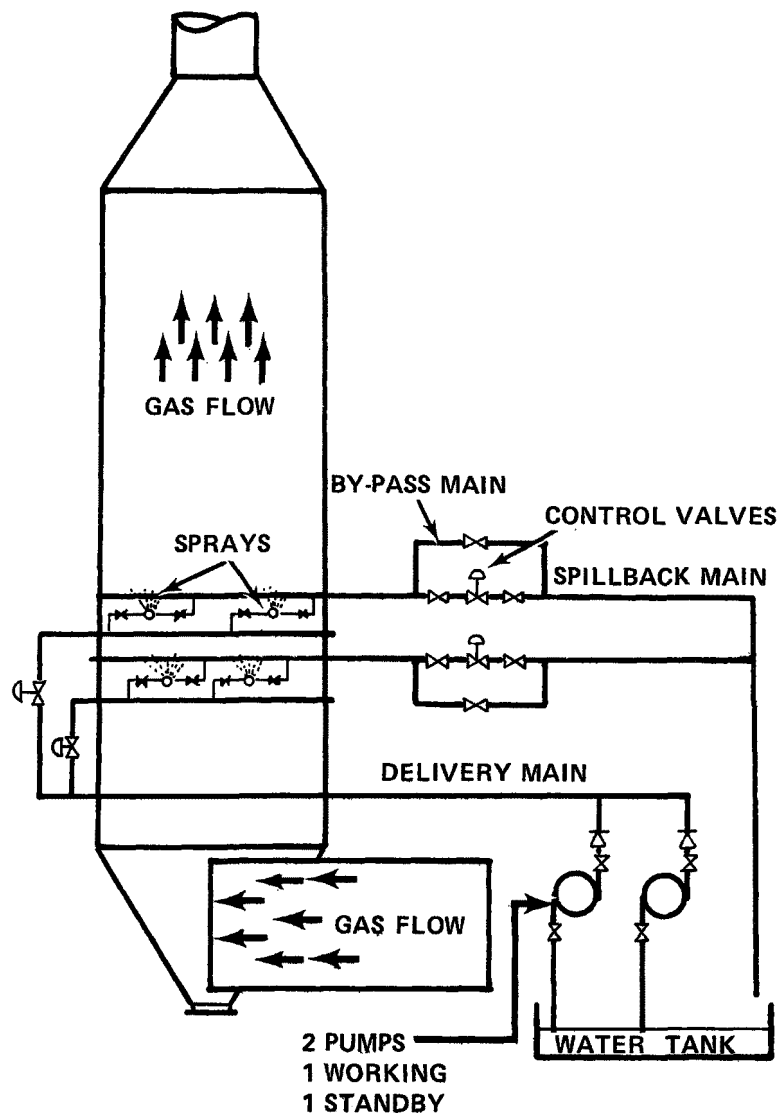 GAS FLOW
BY-PASS MAIN
CONTROL VALVES
SPRAYS
SPILLBACK MAIN
DELIVERY MAIN
GAS FLOW
2 PUMPS
1 WORKING
1 STANDBY
WATER TANK